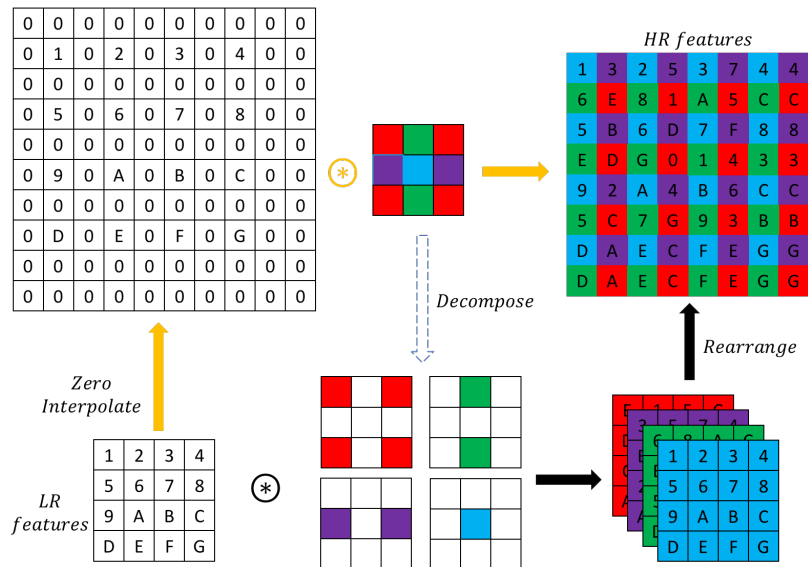 0 0 0 0 0 0 0 0 0 0
0 1 0 2 0 3 0 4 0 0
0 0 0 0 0 0 0 0 0 0
0 5 0 6 0 7 0 8 0 0
0 0 0 0 0 0 0 0 0 0
0 9 0 A 0 B 0 C 0 0
0 0 0 0 0 0 0 0 0 0
0 D 0 E 0 F 0 G 0 0
0 0 0 0 0 0 0 0 0 0
0 0 0 0 0 0 0 0 0 0
HR features
1 3 2 5 3 7 4 4
6 E 8 1 A 5 C C
5 B 6 D 7 F 8 8
E D G 0 1 4 3 3
9 2 A 4 B 6 C C
5 C 7 G 9 3 B B
D A E C F E G G
D A E C F E G G
Decompose
Rearrange
Zero
Interpolate
LR
features
1 2 3 4
5 6 7 8
9 A B C
D E F G
1 2 3 4
5 6 7 8
9 A B C
D E F G